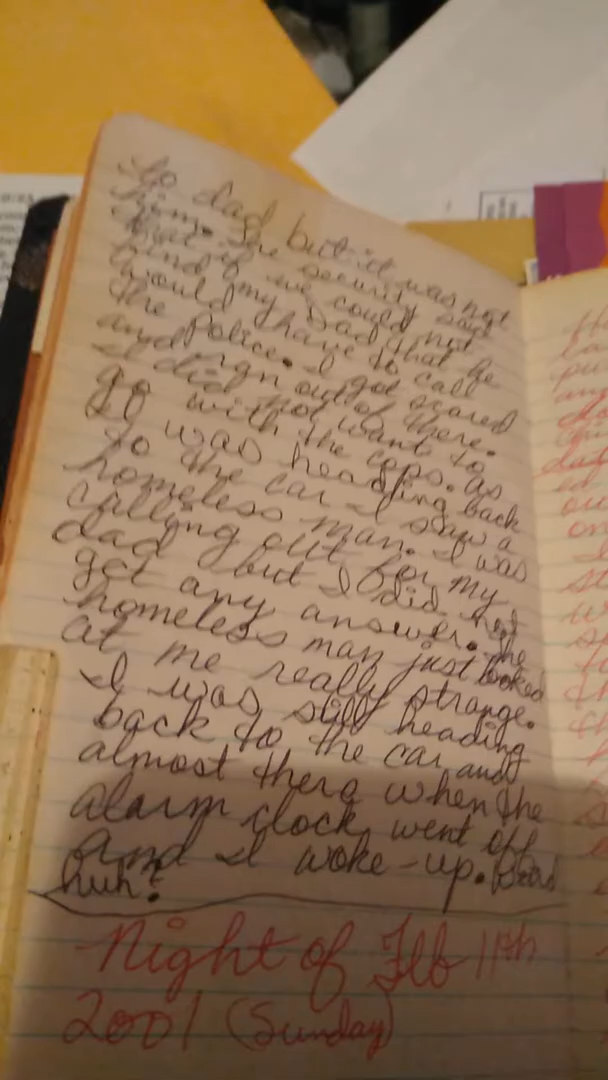 to dad but it was not
him. The security said
that if we could not
find my Dad that he
would have to call
the Police. I got scared
and ran out of there.
I did not want to
go with the cops. as
I was heading back
to the car I saw a
homeless man. I was
calling out for my
dad but I did not
get any answer. The
homeless man just looked
at me really strange.
I was still heading
back to the car and
almost there when the
alarm clock went off
And I woke-up.
huh?
Night of Feb 11th
2001 (Sunday)